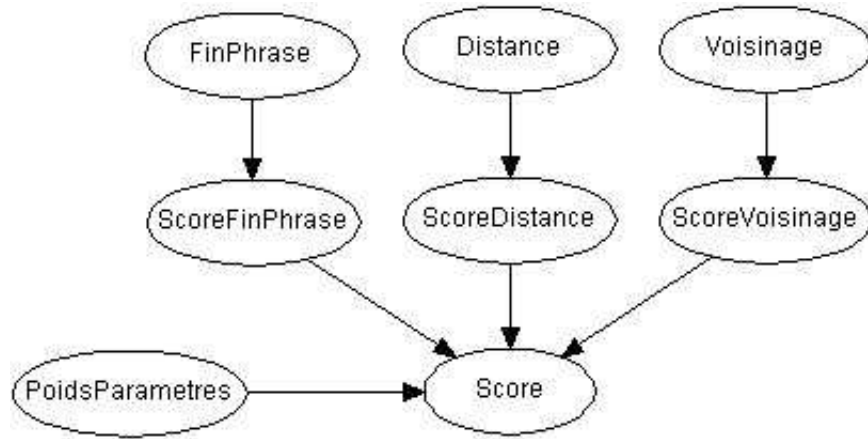 FinPhrase
Distance
Voisinage
ScoreFinPhrase
ScoreDistance
ScoreVoisinage
PoidsParametres
Score